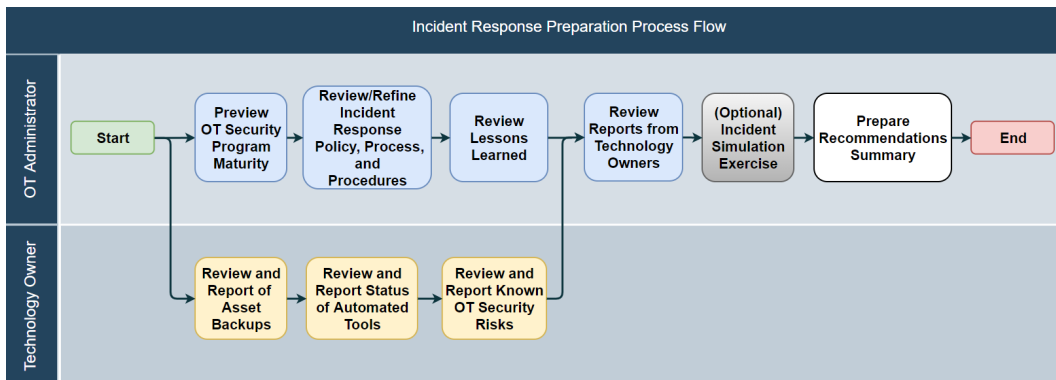 Incident Response Preparation Process Flow
OT Administrator
Start
Preview
OT Security
Program
Maturity
Review/Refine
Incident
Response
Policy, Process,
and
Procedures
Review
Lessons
Learned
Review
Reports from
Technology
Owners
(Optional)
Incident
Simulation
Exercise
Prepare
Recommendations
Summary
End
Technology Owner
Review and
Report of
Asset
Backups
Review and
Report Status
of Automated
Tools
Review and
Report Known
OT Security
Risks